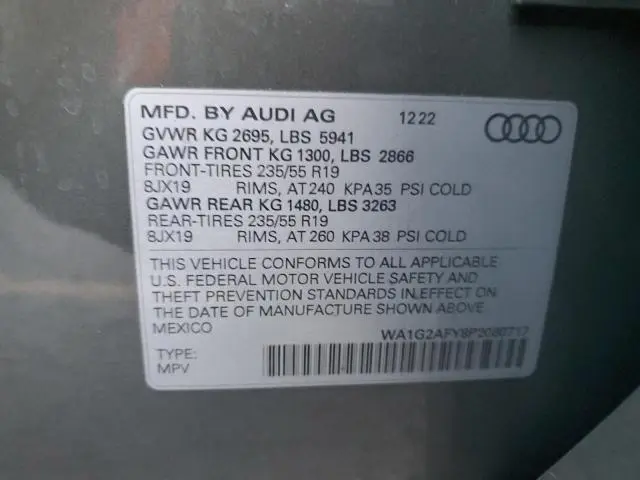 MFD. BY AUDI AG 12 22
GVWR KG 2695, LBS 5941
GAWR FRONT KG 1300, LBS 2866
FRONT-TIRES 235/55 R19
8JX19 RIMS, AT 240 KPA 35 PSI COLD
GAWR REAR KG 1480, LBS 3263
REAR-TIRES 235/55 R19
8JX19 RIMS, AT 260 KPA 38 PSI COLD
THIS VEHICLE CONFORMS TO ALL APPLICABLE
U.S. FEDERAL MOTOR VEHICLE SAFETY AND
THEFT PREVENTION STANDARDS IN EFFECT ON
THE DATE OF MANUFACTURE SHOWN ABOVE
MEXICO
TYPE:
MPV